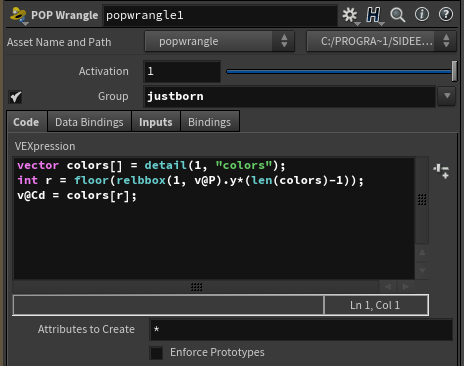 POP Wrangle popwrangle1
Asset Name and Path popwrangle C:/PROGRA~1/SIDEE...
Activation 1
Group justborn
Code Data Bindings Inputs Bindings
VEXpression
vector colors[] = detail(1, "colors");
int r = floor(relbbox(1, v@P).y*(len(colors)-1));
v@Cd = colors[r];
Ln 1, Col 1
Attributes to Create *
Enforce Prototypes